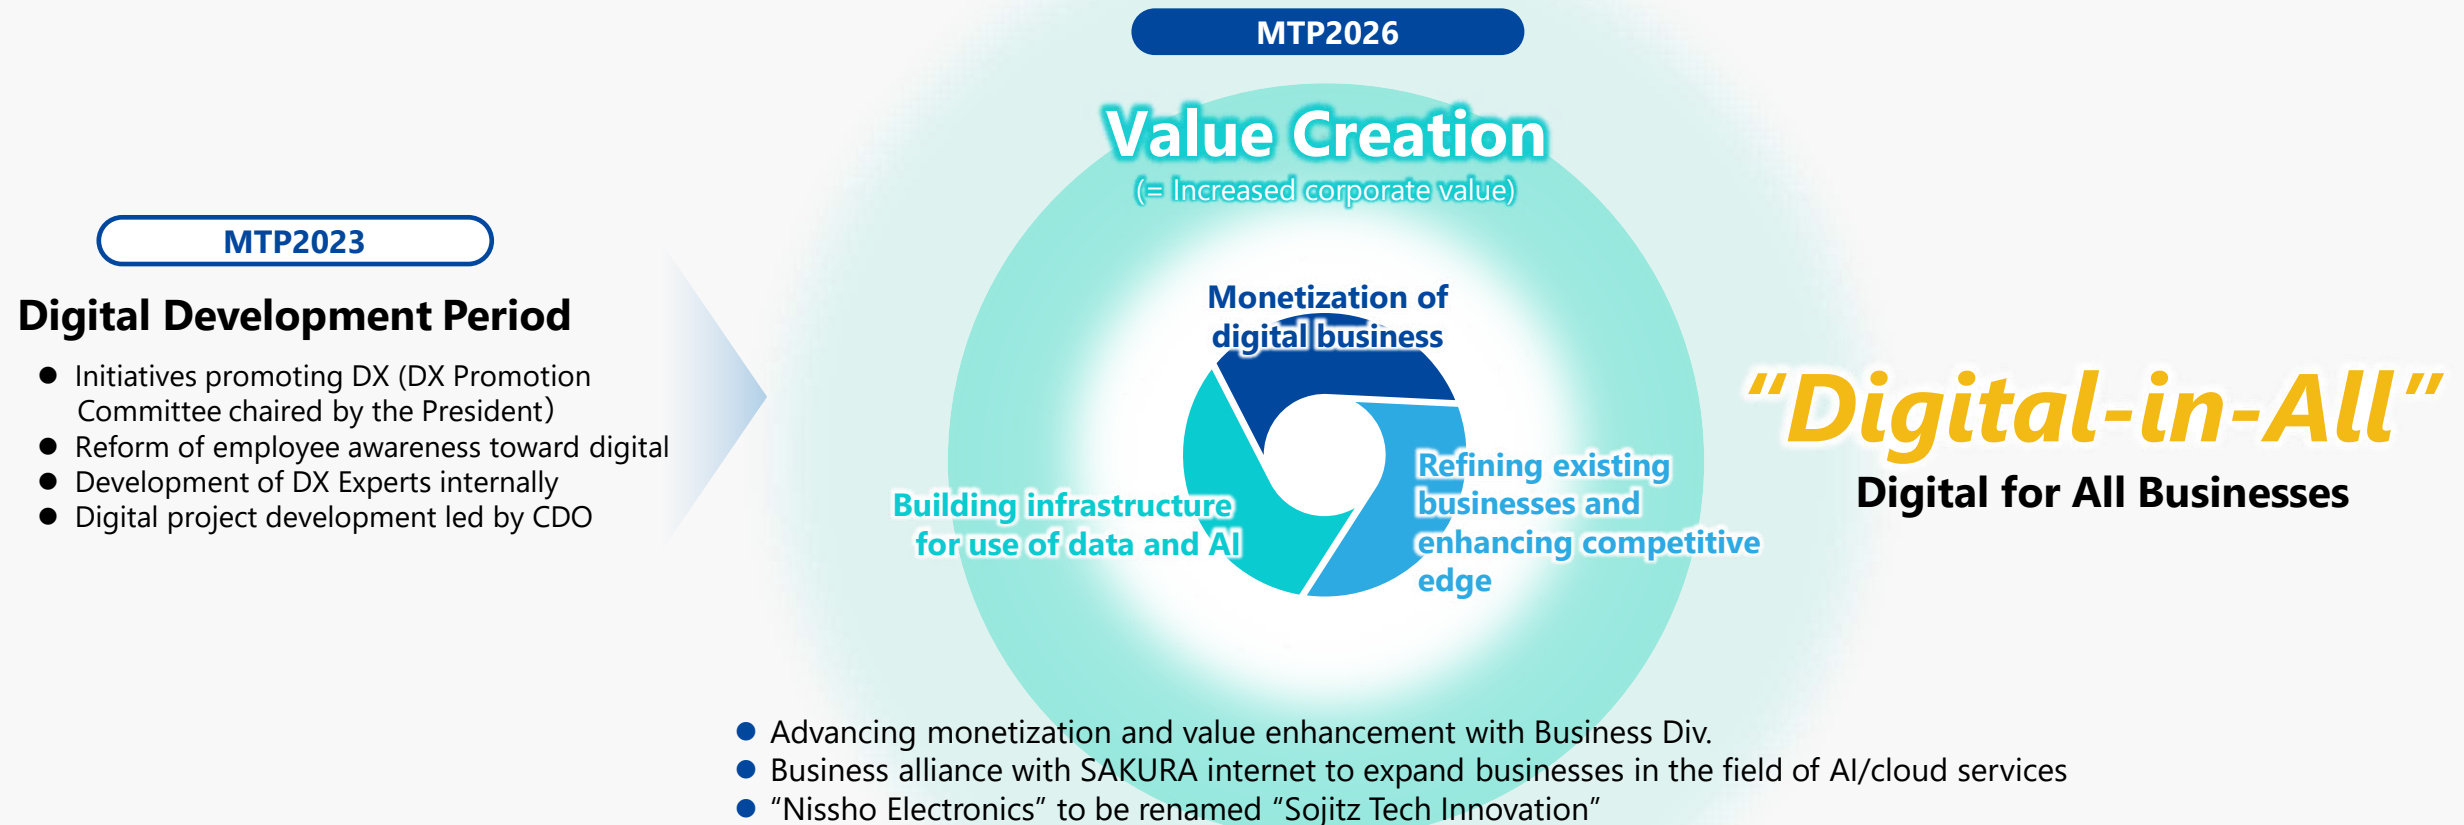 MTP2026
Value Creation
(= Increased corporate value)
MTP2023
Digital Development Period
● Initiatives promoting DX (DX Promotion
Committee chaired by the President）
● Reform of employee awareness toward digital
● Development of DX Experts internally
● Digital project development led by CDO
Monetization of
digital business
Building infrastructure
for use of data and AI
Refining existing
businesses and
enhancing competitive
edge
“Digital-in-All”
Digital for All Businesses
● Advancing monetization and value enhancement with Business Div.
● Business alliance with SAKURA internet to expand businesses in the field of AI/cloud services
● “Nissho Electronics” to be renamed “Sojitz Tech Innovation”